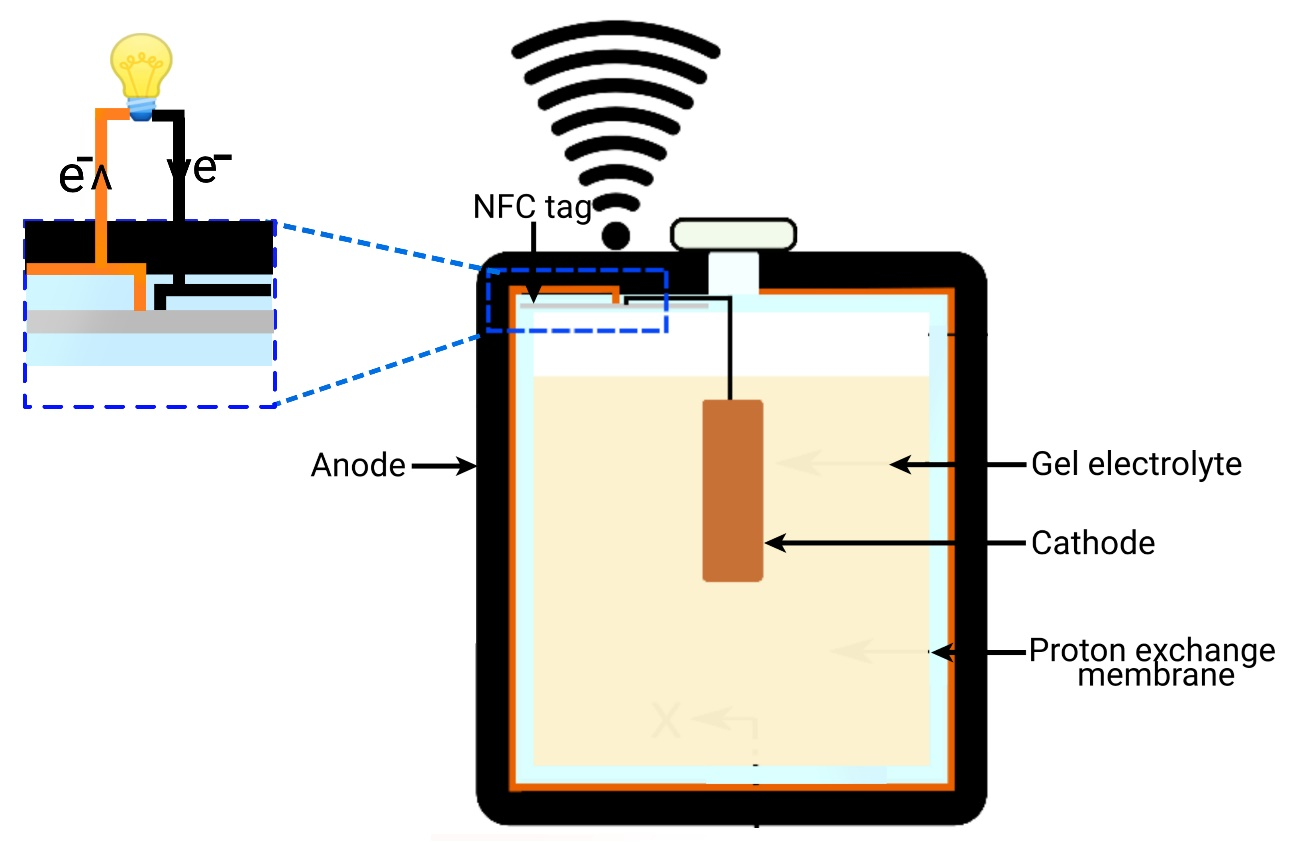 e⁻
e⁻
NFC tag
Anode
Gel electrolyte
Cathode
Proton exchange
membrane
X